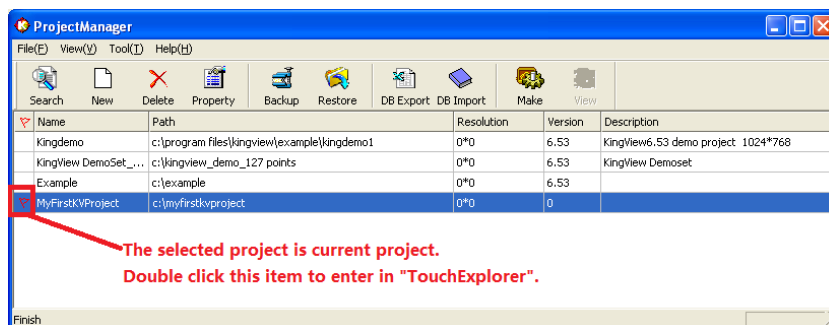 ProjectManager
File(F) View(V) Tool(T) Help(H)
Search New Delete Property Backup Restore DB Export DB Import Make View
Name Path Resolution Version Description
Kingdemo c:\program files\kingview\example\kingdemo1 0*0 6.53 KingView6.53 demo project 1024*768
KingView DemoSet_... c:\kingview_demo_127 points 0*0 6.53 KingView Demoset
Example c:\example 0*0 6.53
MyFirstKVProject c:\myfirstkvproject 0*0 0
The selected project is current project.
Double click this item to enter in "TouchExplorer".
Finish